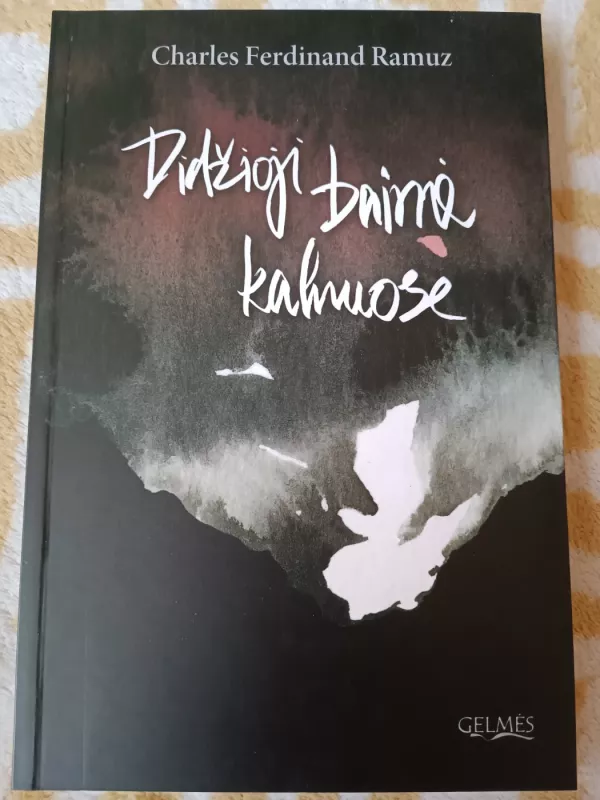 Charles Ferdinand Ramuz
Didžioji baimė
kalnuose
GELMĖS